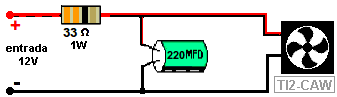 +
33 Ω
1W
entrada
12V
220MFD
-
TI2-CAW